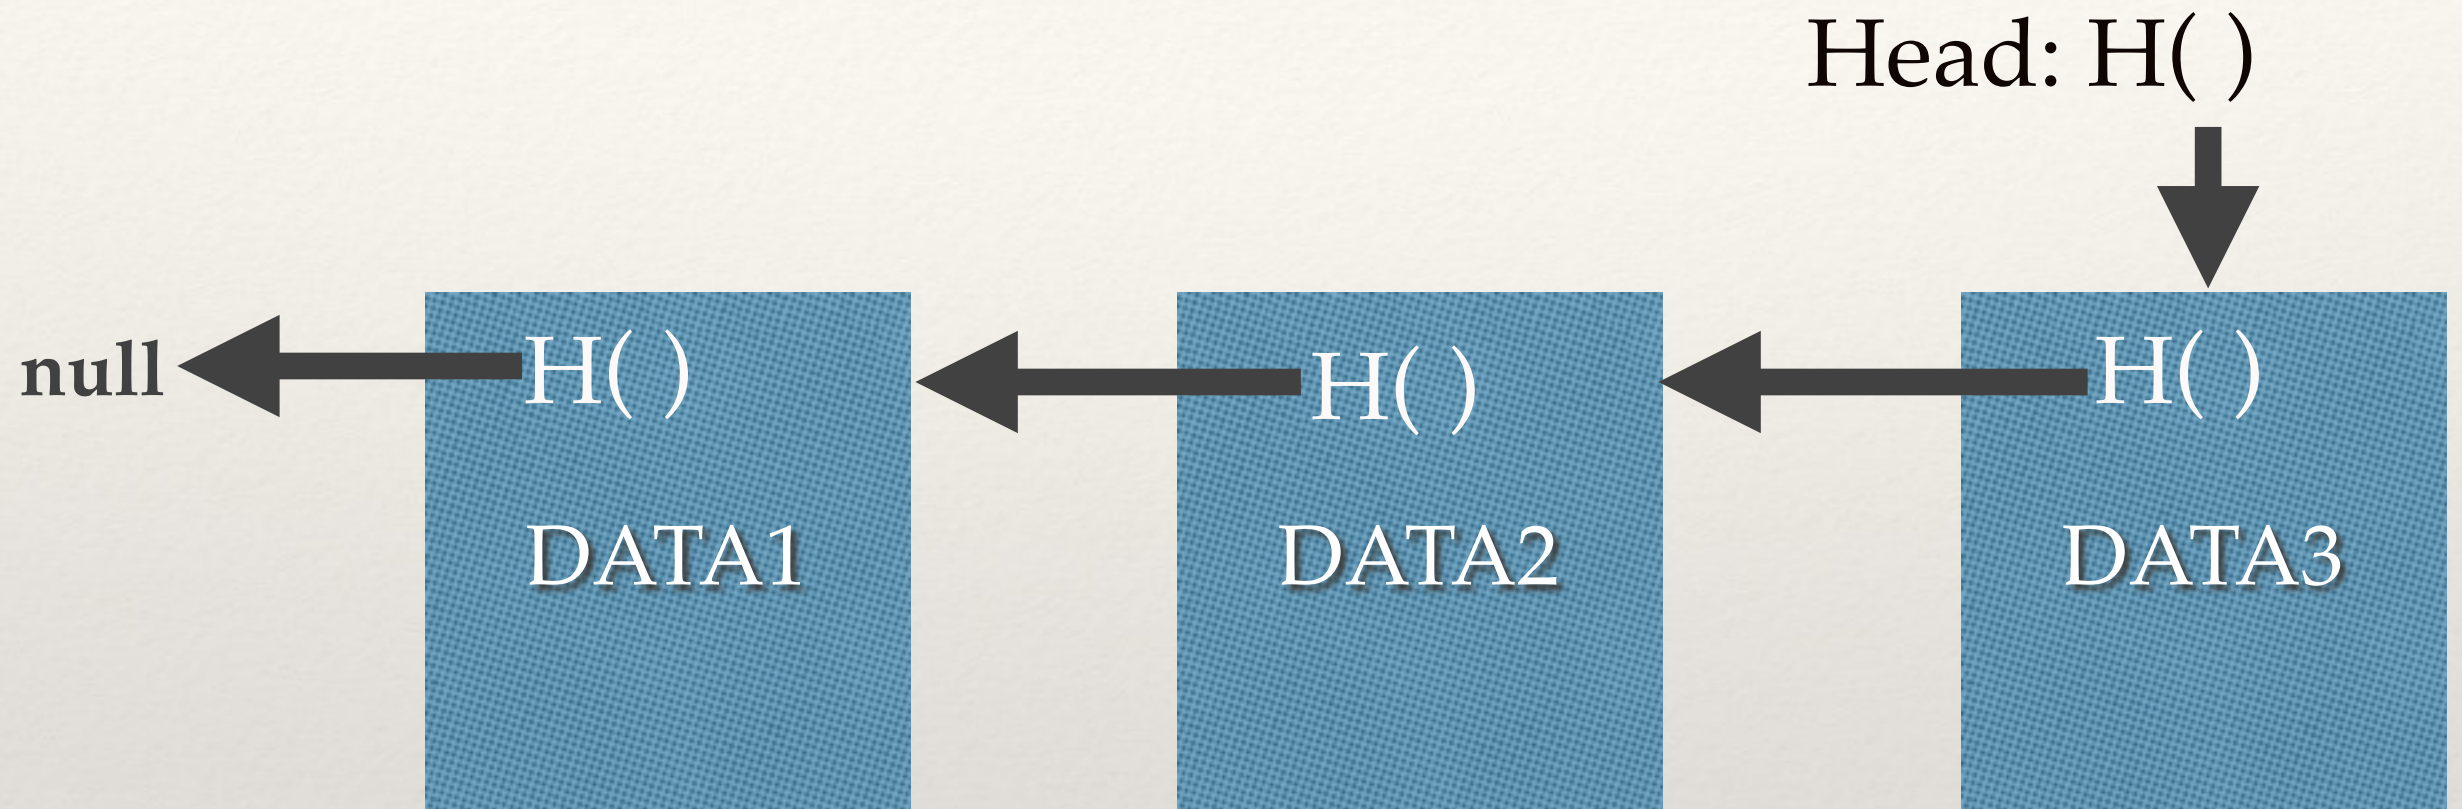 Head: H( )
null
H( )
H( )
H( )
DATA1
DATA2
DATA3